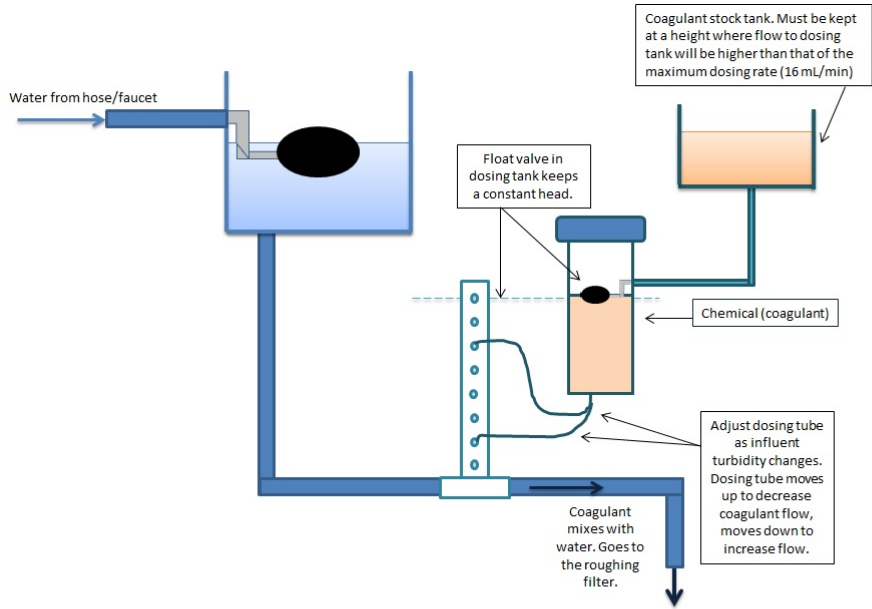 Coagulant stock tank. Must be kept
at a height where flow to dosing
tank will be higher than that of the
maximum dosing rate (16 mL/min)
Water from hose/faucet
Float valve in
dosing tank keeps
a constant head.
Chemical (coagulant)
Adjust dosing tube
as influent
turbidity changes.
Dosing tube moves
up to decrease
coagulant flow,
moves down to
increase flow.
Coagulant
mixes with
water. Goes to
the roughing
filter.